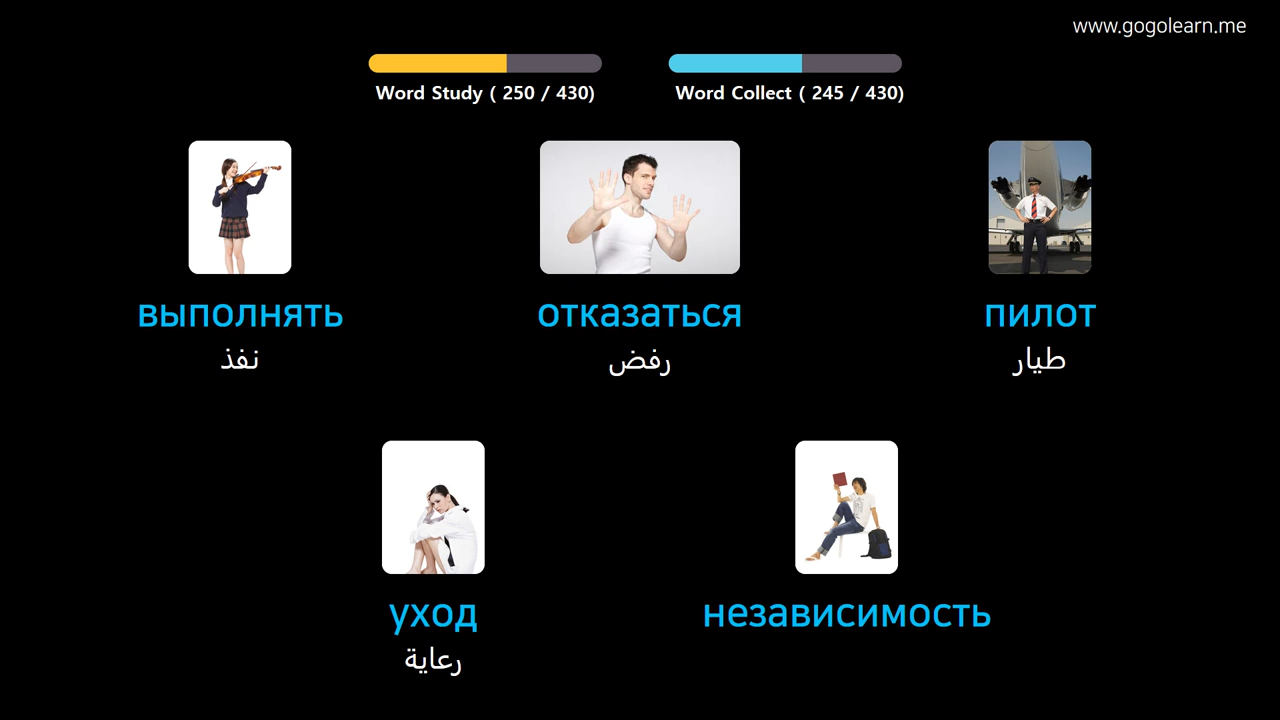 www.gogolearn.me
Word Study ( 250 / 430)
Word Collect ( 245 / 430)
выполнять
نفذ
отказаться
رفض
пилот
طيار
уход
رعاية
независимость